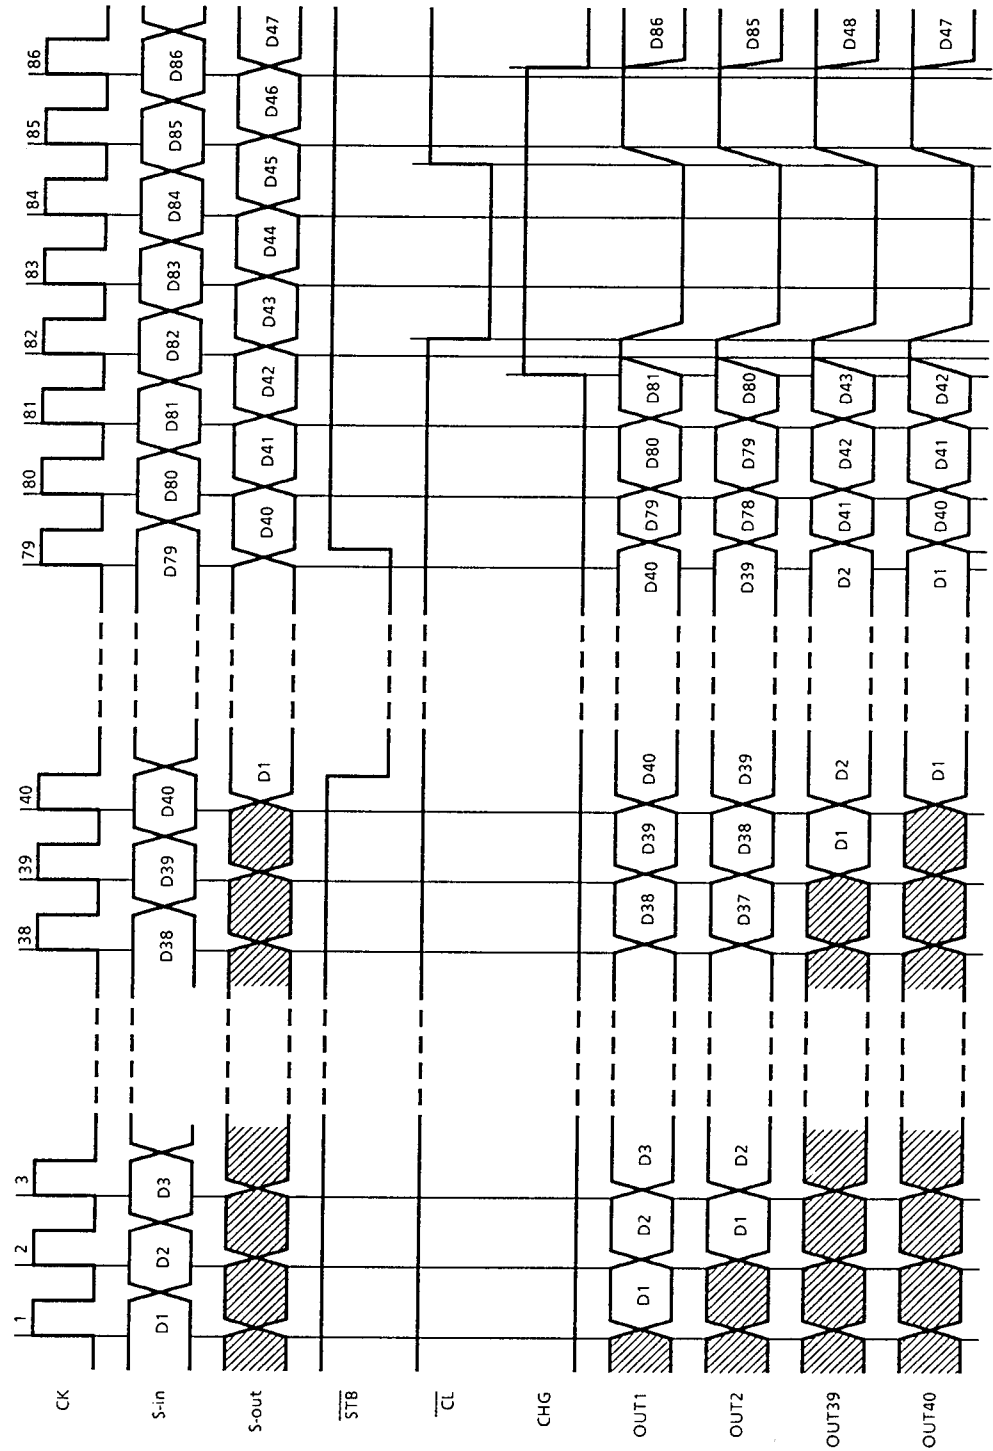 CK 1 2 3 38 39 40 79 80 81 82 83 84 85 86
S-in D1 D2 D3 D38 D39 D40 D79 D80 D81 D82 D83 D84 D85 D86
S-out D1 D40 D41 D42 D43 D44 D45 D46 D47
STB
CL
CHG
OUT1 D1 D2 D3 D38 D39 D40 D40 D79 D80 D81 D86
OUT2 D1 D2 D37 D38 D39 D39 D78 D79 D80 D85
OUT39 D1 D2 D2 D41 D42 D43 D48
OUT40 D1 D1 D40 D41 D42 D47